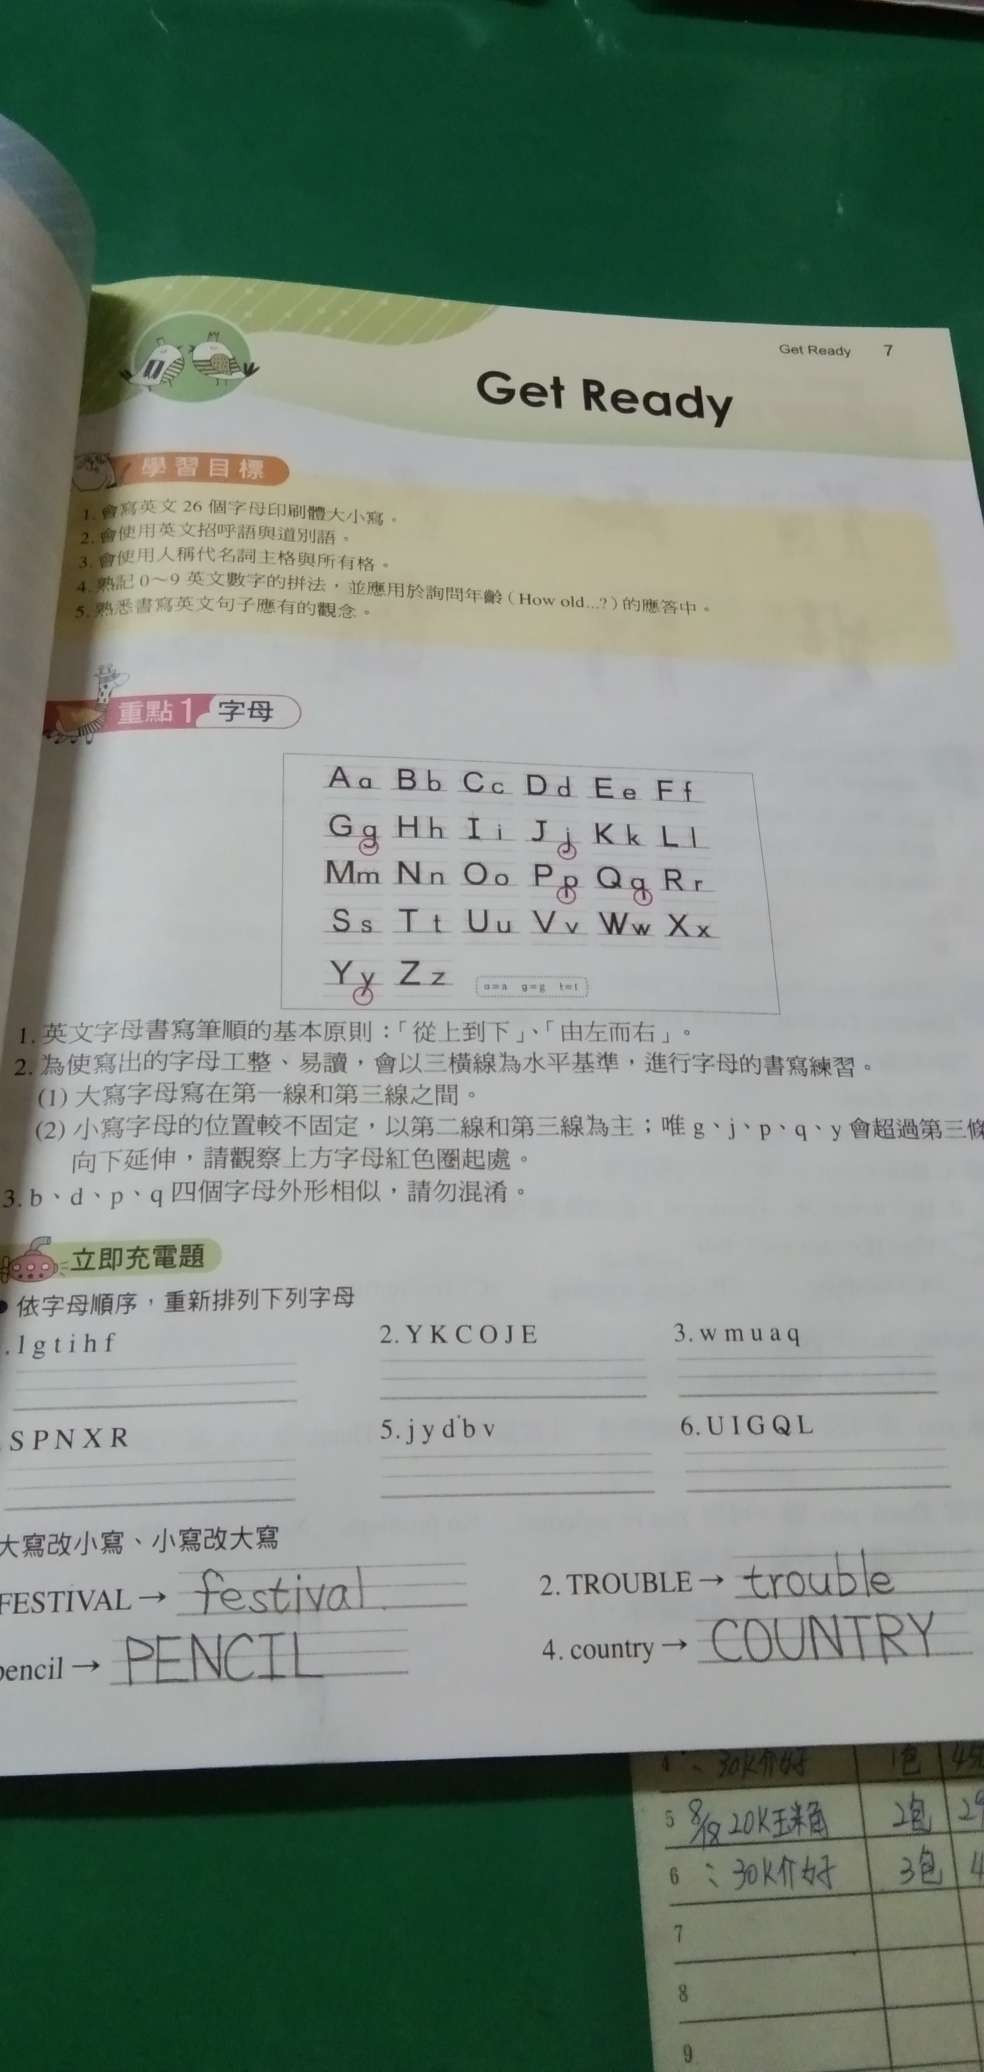 Get Ready 7
Get Ready
學習目標
1. 會寫英文 26 個字母印刷體大小寫。
2. 會使用英文招呼語與道別語。
3. 會使用人稱代名詞主格與所有格。
4. 熟記 0～9 英文數字的拼法，並應用於詢問年齡（How old...?）的應答中。
5. 熟悉書寫英文句子應有的觀念。
重點1 字母
Aa Bb Cc Dd Ee Ff
Gg Hh Ii Jj Kk Ll
Mm Nn Oo Pp Qq Rr
Ss Tt Uu Vv Ww Xx
Yy Zz a=a g=g t=t
1. 英文字母書寫筆順的基本原則：「從上到下」、「由左而右」。
2. 為使寫出的字母工整、易讀，會以三橫線為水平基準，進行字母的書寫練習。
(1) 大寫字母寫在第一線和第三線之間。
(2) 小寫字母的位置較不固定，以第二線和第三線為主；唯 g、j、p、q、y 會超過第三條
向下延伸，請觀察上方字母紅色圈起處。
3. b、d、p、q 四個字母外形相似，請勿混淆。
立即充電題
依字母順序，重新排列下列字母
. l g t i h f 2. Y K C O J E 3. w m u a q
S P N X R 5. j y d b v 6. U I G Q L
大寫改小寫、小寫改大寫
FESTIVAL → festival 2. TROUBLE → trouble
pencil → PENCIL 4. country → COUNTRY
30K介好 1包
5 8/18 20K玉米角 2包
6 : 30K介好 3包
7
8
9